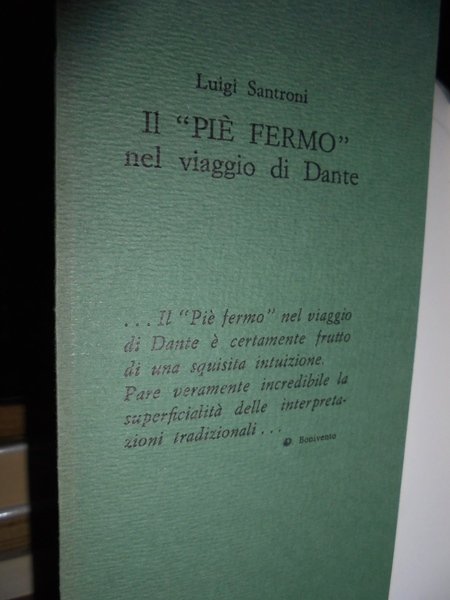 Luigi Santroni
Il “PIÈ FERMO”
nel viaggio di Dante
...Il “Piè fermo” nel viaggio
di Dante è certamente frutto
di una squisita intuizione.
Pare veramente incredibile la
superficialità delle interpreta-
zioni tradizionali...
Bonivento